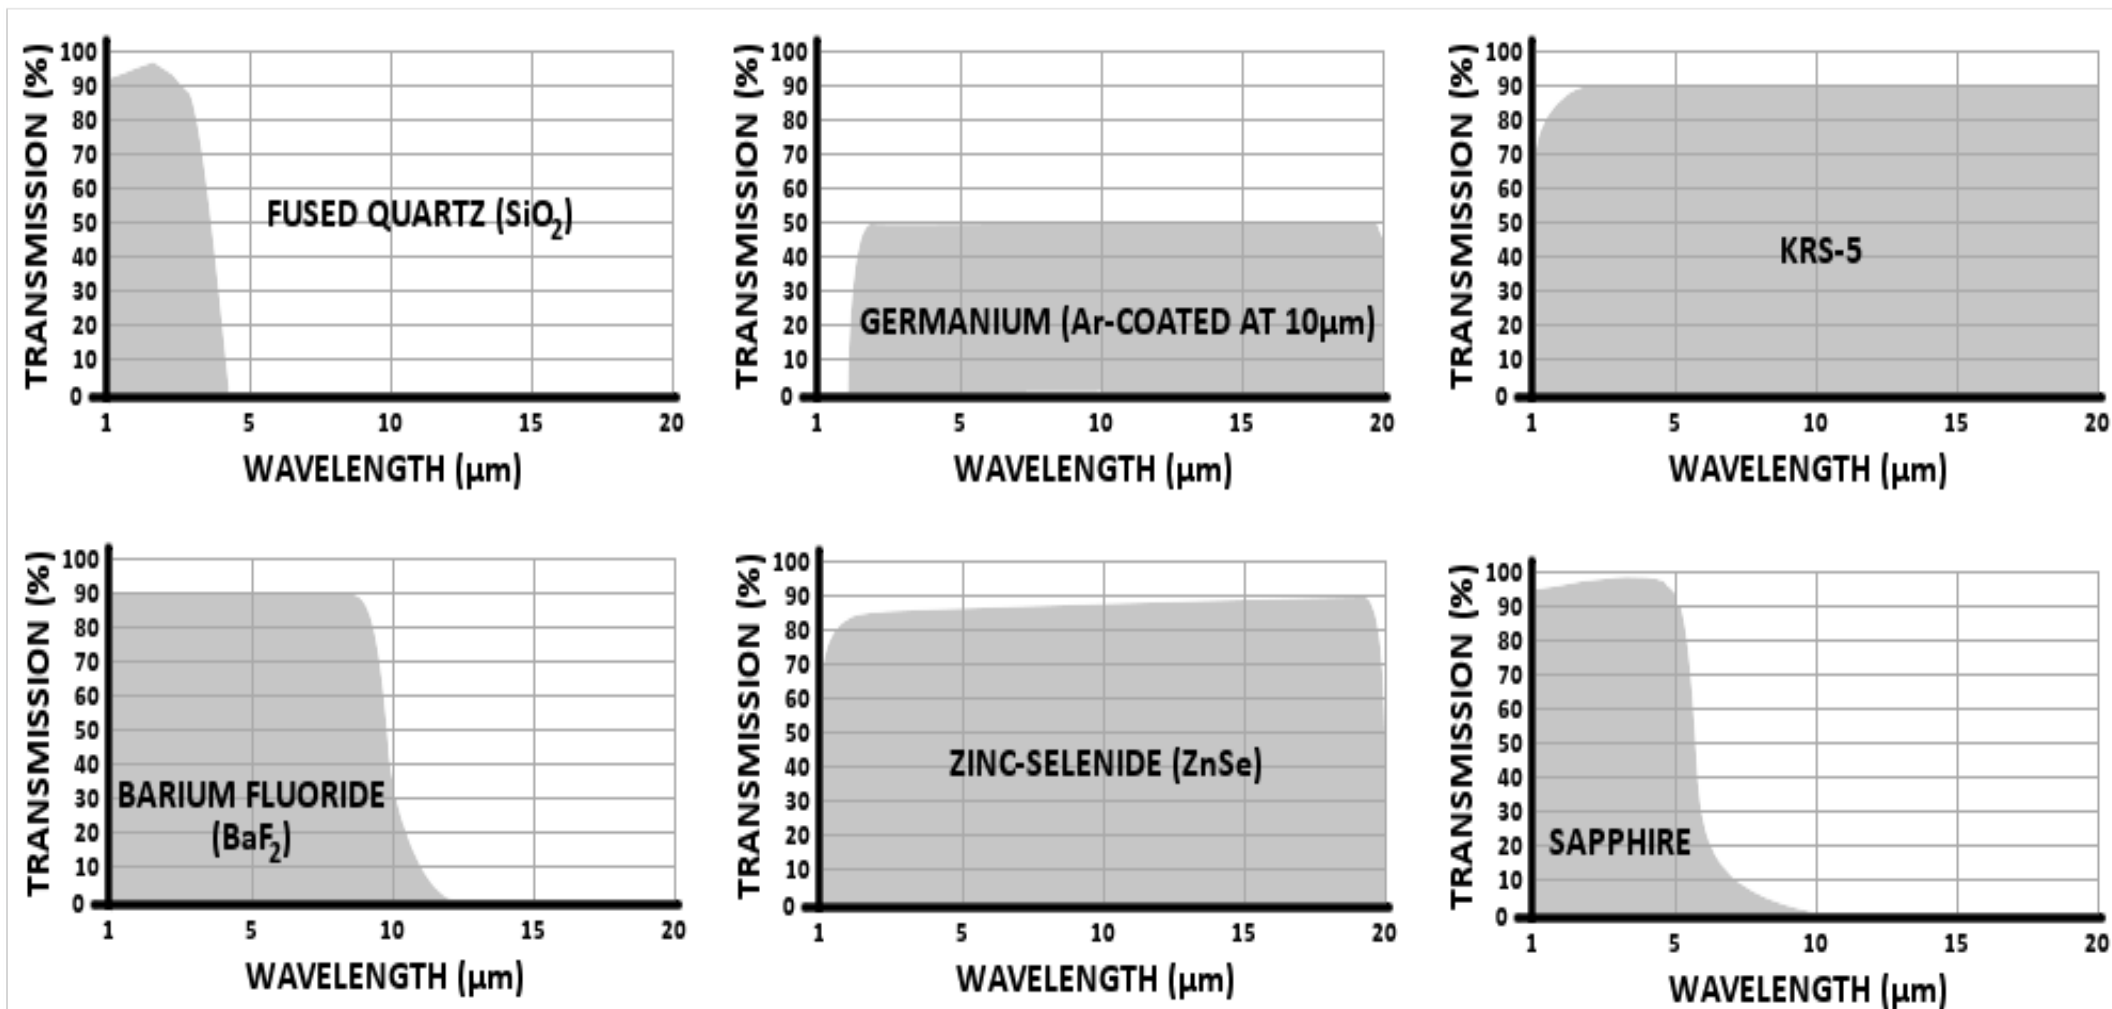 TRANSMISSION (%)
100
90
80
70
60
50
40
30
20
10
0
FUSED QUARTZ (SiO₂)
1 5 10 15 20
WAVELENGTH (μm)
TRANSMISSION (%)
100
90
80
70
60
50
40
30
20
10
0
GERMANIUM (Ar-COATED AT 10μm)
1 5 10 15 20
WAVELENGTH (μm)
TRANSMISSION (%)
100
90
80
70
60
50
40
30
20
10
0
KRS-5
1 5 10 15 20
WAVELENGTH (μm)
TRANSMISSION (%)
100
90
80
70
60
50
40
30
20
10
0
BARIUM FLUORIDE
(BaF₂)
1 5 10 15 20
WAVELENGTH (μm)
TRANSMISSION (%)
100
90
80
70
60
50
40
30
20
10
0
ZINC-SELENIDE (ZnSe)
1 5 10 15 20
WAVELENGTH (μm)
TRANSMISSION (%)
100
90
80
70
60
50
40
30
20
10
0
SAPPHIRE
1 5 10 15 20
WAVELENGTH (μm)